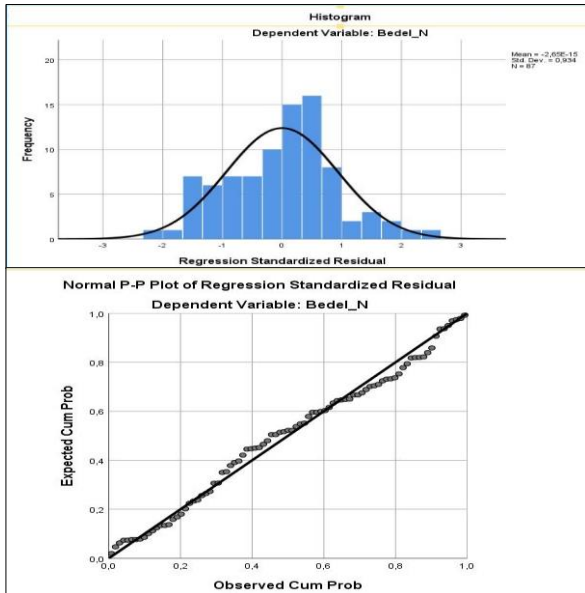 Histogram
Dependent Variable: Bedel_N
Mean = -2,65E-15
Std. Dev. = 0,934
N = 87
20
15
10
5
0
Frequency
-3 -2 -1 0 1 2 3
Regression Standardized Residual
Normal P-P Plot of Regression Standardized Residual
Dependent Variable: Bedel_N
1,0
0,8
0,6
0,4
0,2
0,0
Expected Cum Prob
0,0 0,2 0,4 0,6 0,8 1,0
Observed Cum Prob